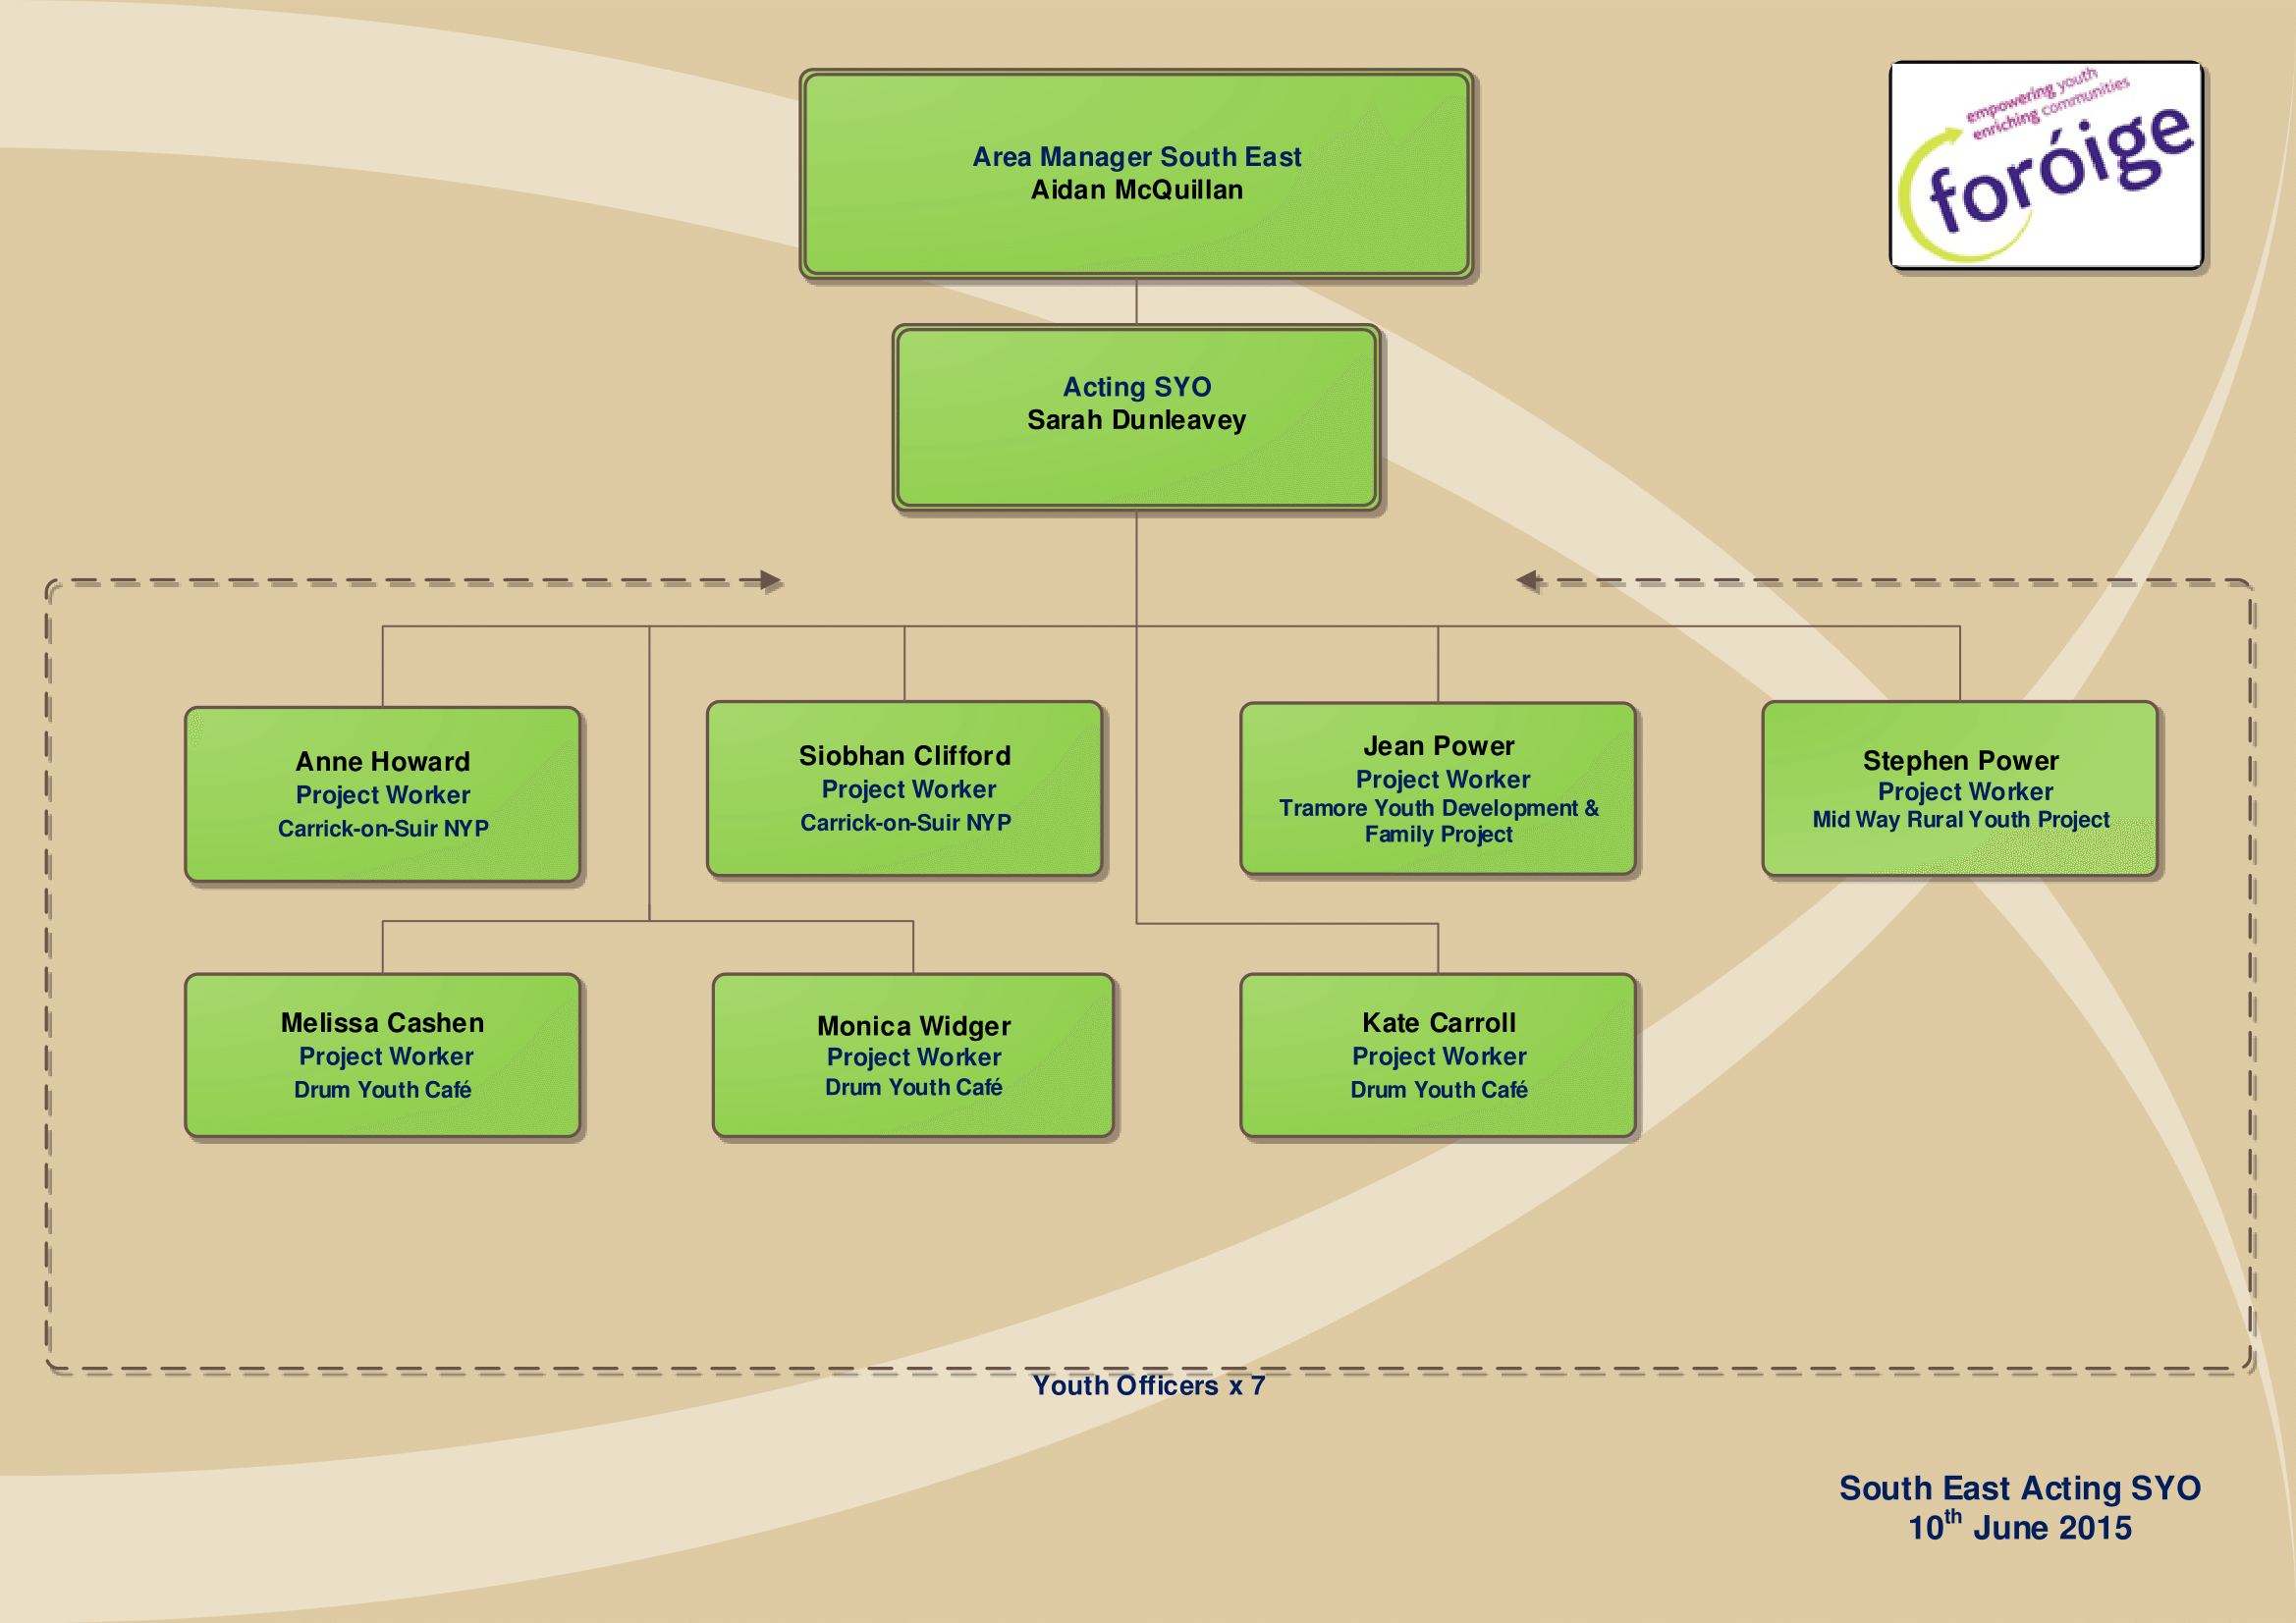 Area Manager South East
Aidan McQuillan
empowering youth
enriching communities
foróige
Acting SYO
Sarah Dunleavey
Anne Howard
Project Worker
Carrick-on-Suir NYP
Siobhan Clifford
Project Worker
Carrick-on-Suir NYP
Jean Power
Project Worker
Tramore Youth Development &
Family Project
Stephen Power
Project Worker
Mid Way Rural Youth Project
Melissa Cashen
Project Worker
Drum Youth Café
Monica Widger
Project Worker
Drum Youth Café
Kate Carroll
Project Worker
Drum Youth Café
Youth Officers x 7
South East Acting SYO
10th June 2015